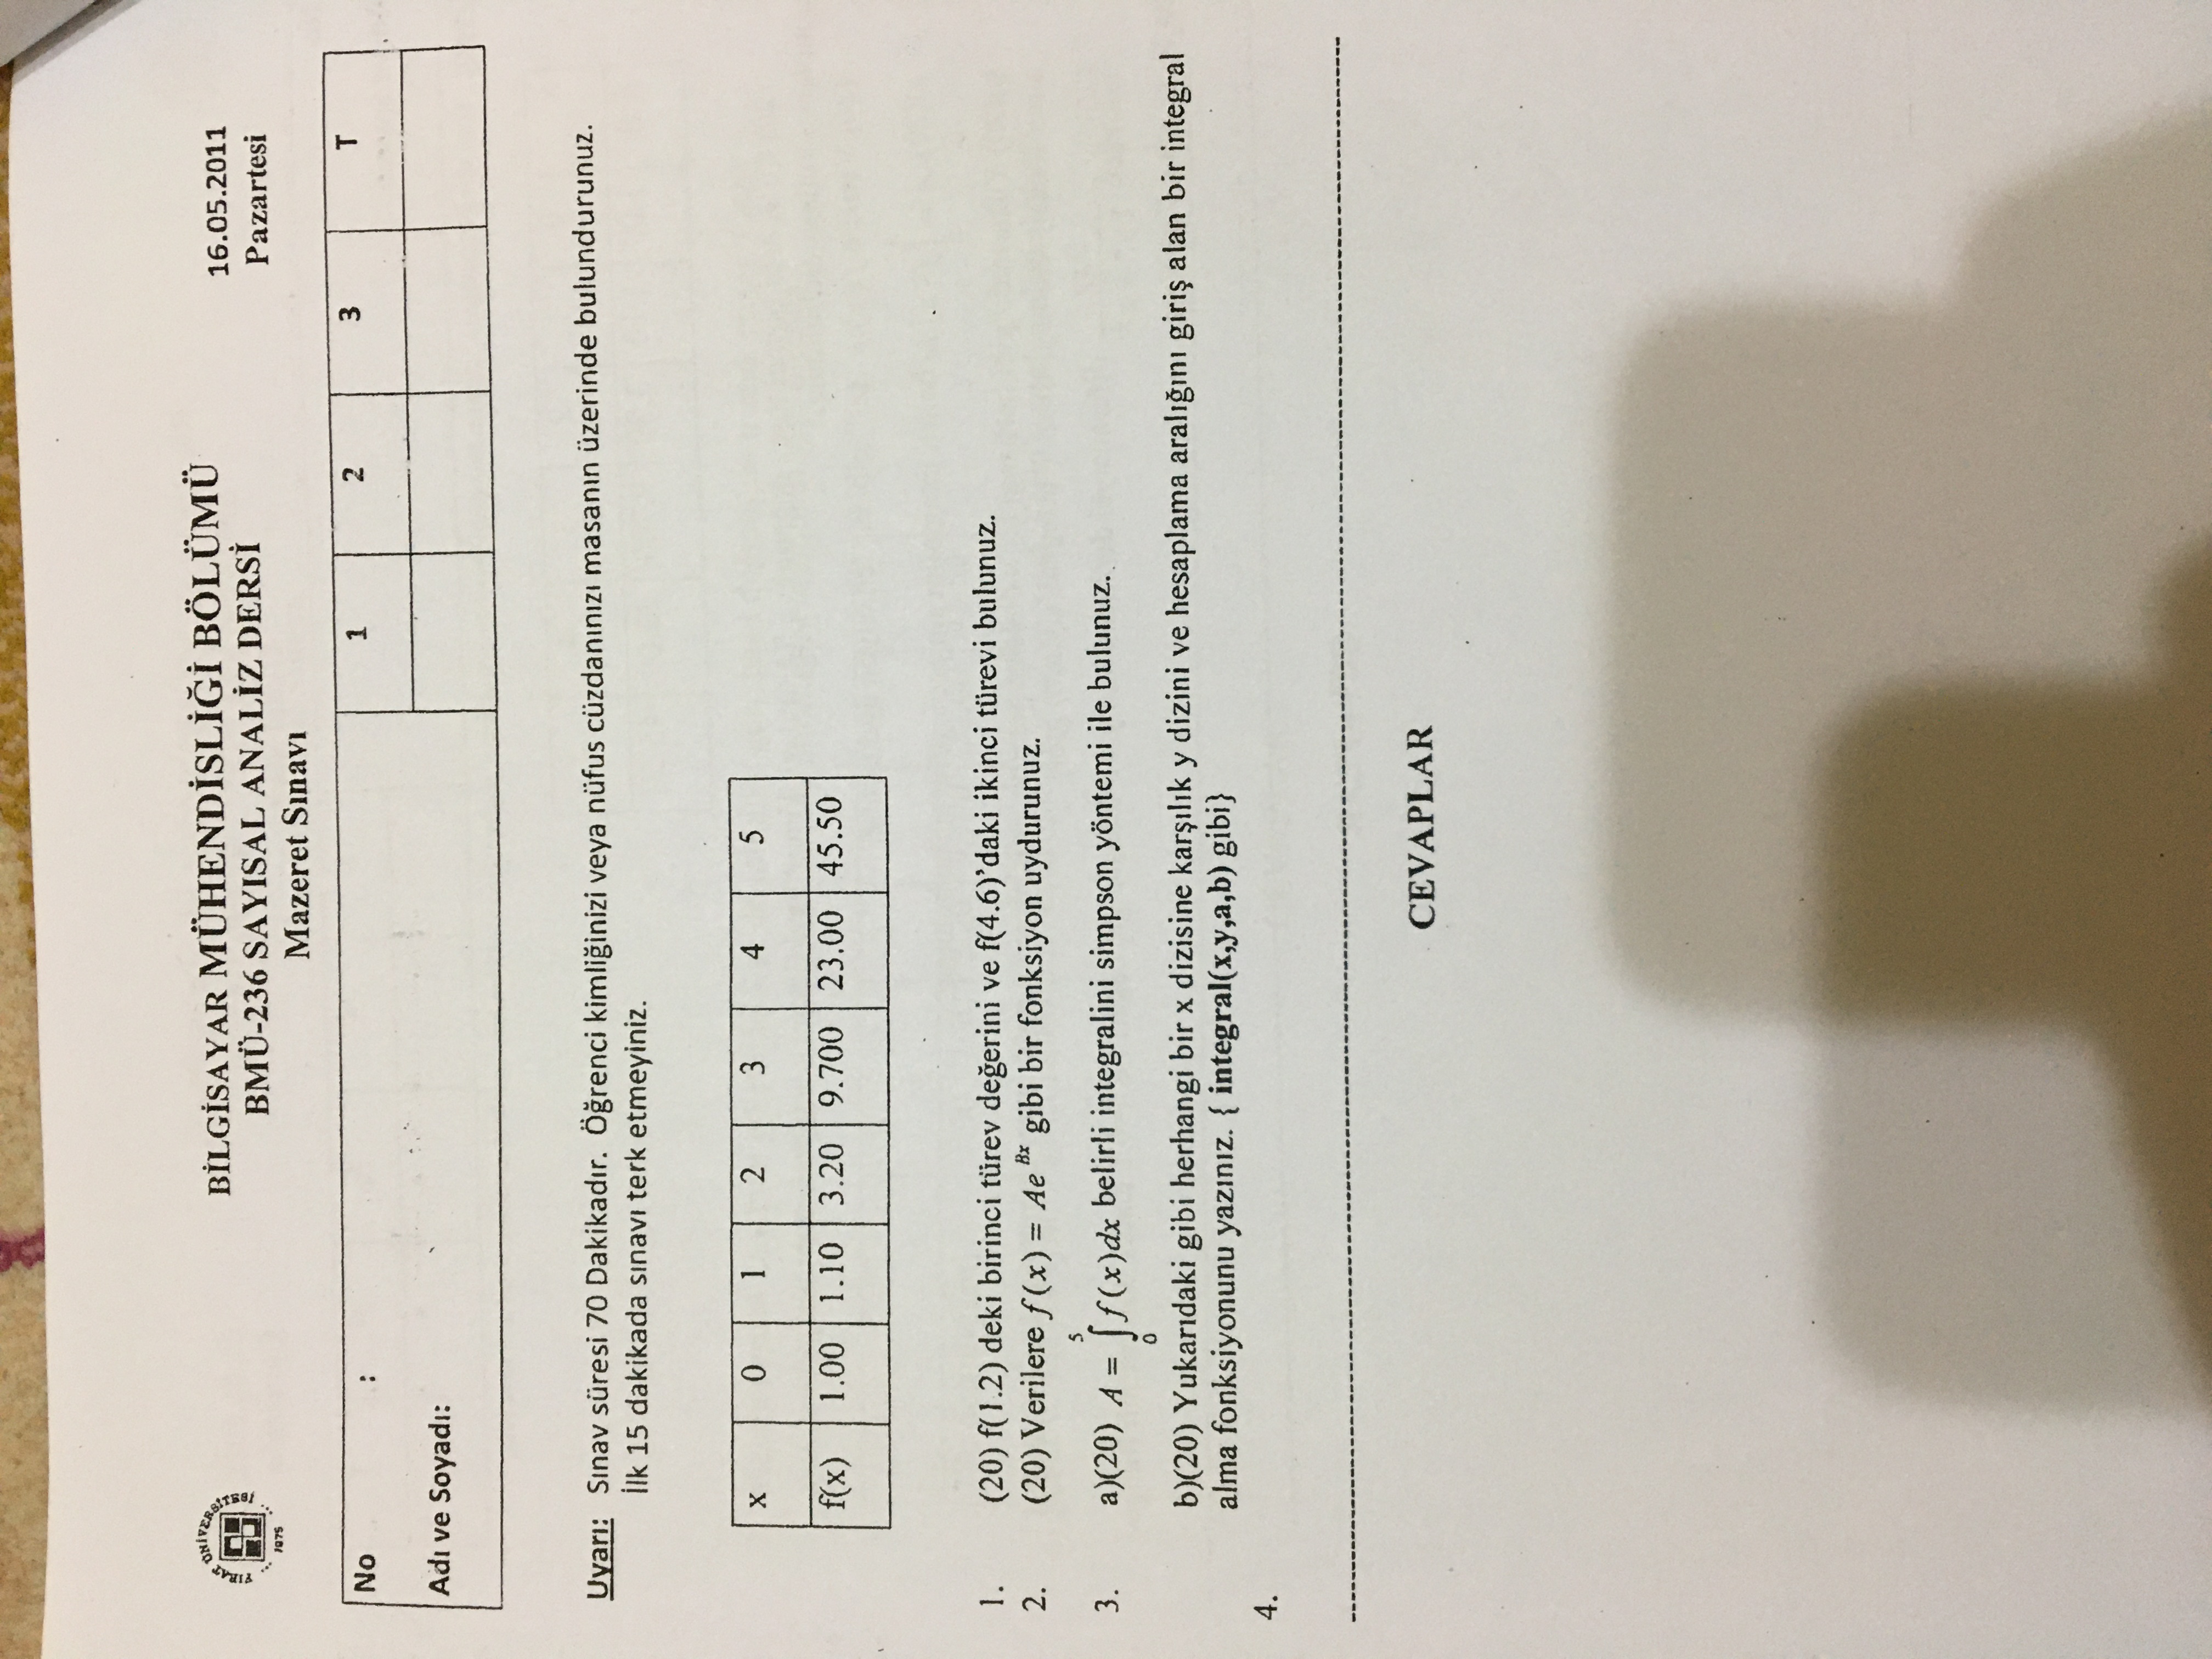 FIRAT ÜNİVERSİTESİ
1975
BİLGİSAYAR MÜHENDİSLİĞİ BÖLÜMÜ
BMÜ-236 SAYISAL ANALİZ DERSİ
Mazeret Sınavı
16.05.2011
Pazartesi
No :
Adı ve Soyadı:
1 2 3 T
Uyarı: Sınav süresi 70 Dakikadır. Öğrenci kimliğinizi veya nüfus cüzdanınızı masanın üzerinde bulundurunuz.
İlk 15 dakikada sınavı terk etmeyiniz.
x 0 1 2 3 4 5
f(x) 1.00 1.10 3.20 9.700 23.00 45.50
1. (20) f(1.2) deki birinci türev değerini ve f(4.6)'daki ikinci türevi bulunuz.
2. (20) Verilere f(x) = Ae^{Bx} gibi bir fonksiyon uydurunuz.
3. a)(20) A = ∫_0^5 f(x)dx belirli integralini simpson yöntemi ile bulunuz.
b)(20) Yukarıdaki gibi herhangi bir x dizisine karşılık y dizini ve hesaplama aralığını giriş alan bir integral
alma fonksiyonunu yazınız. { integral(x,y,a,b) gibi}
4.
CEVAPLAR